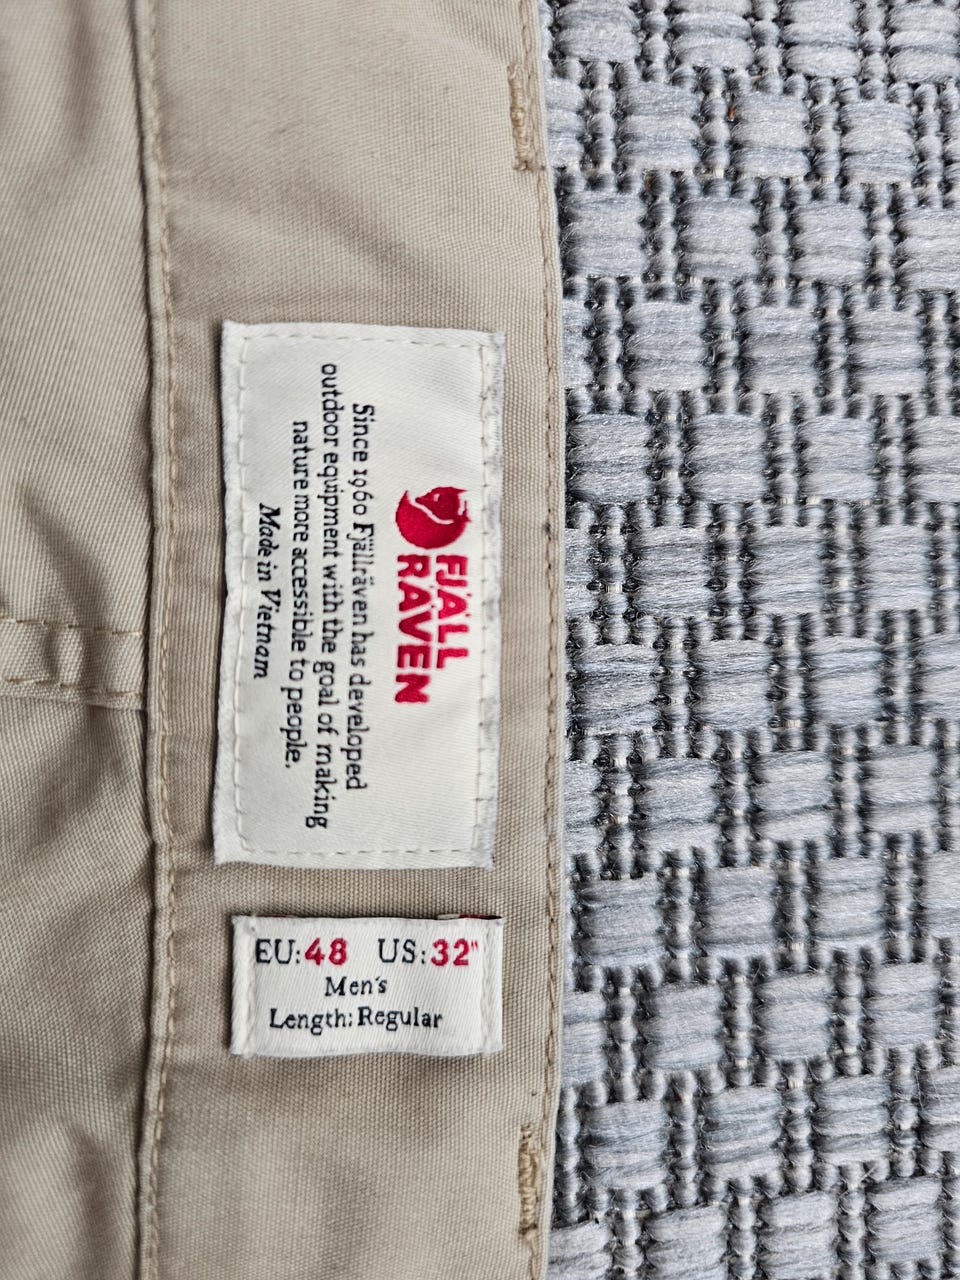 FJÄLL
RÄVEN
Since 1960 Fjällräven has developed
outdoor equipment with the goal of making
nature more accessible to people.
Made in Vietnam
EU:48 US:32"
Men's
Length: Regular